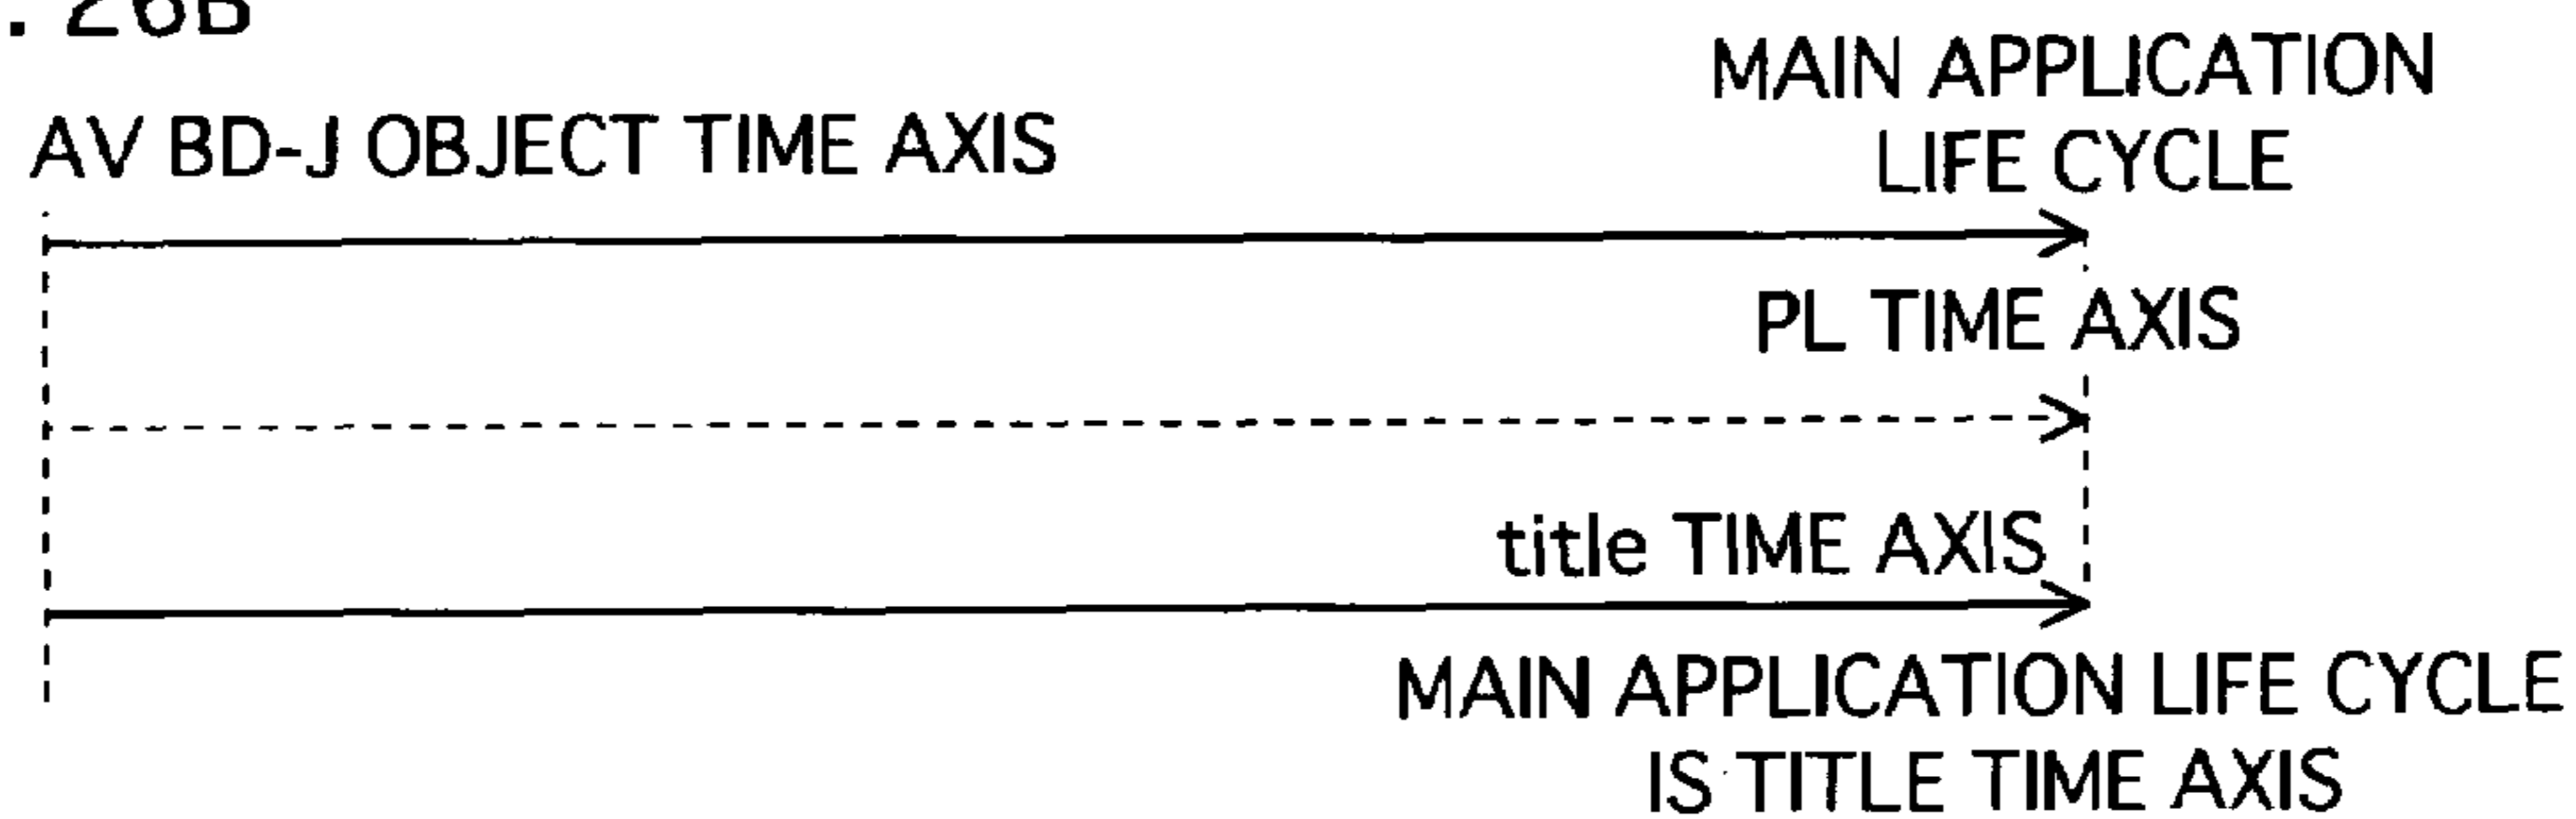 . 26B
MAIN APPLICATION
AV BD-J OBJECT TIME AXIS
LIFE CYCLE
PL TIME AXIS
title TIME AXIS
MAIN APPLICATION LIFE CYCLE
IS TITLE TIME AXIS